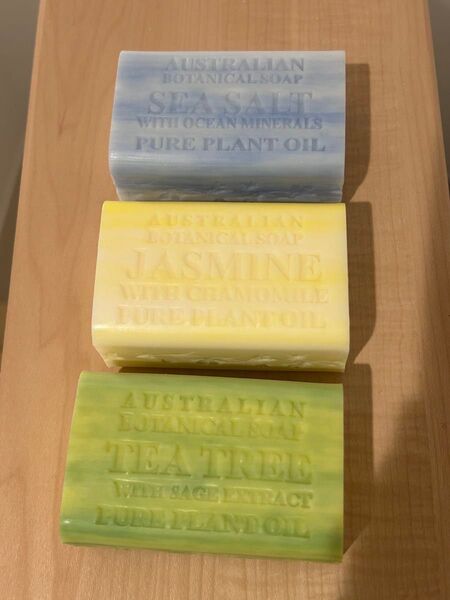 AUSTRALIAN
BOTANICAL SOAP
SEA SALT
WITH OCEAN MINERALS
PURE PLANT OIL
AUSTRALIAN
BOTANICAL SOAP
JASMINE
WITH CHAMOMILE
PURE PLANT OIL
AUSTRALIAN
BOTANICAL SOAP
TEA TREE
WITH SAGE EXTRACT
PURE PLANT OIL